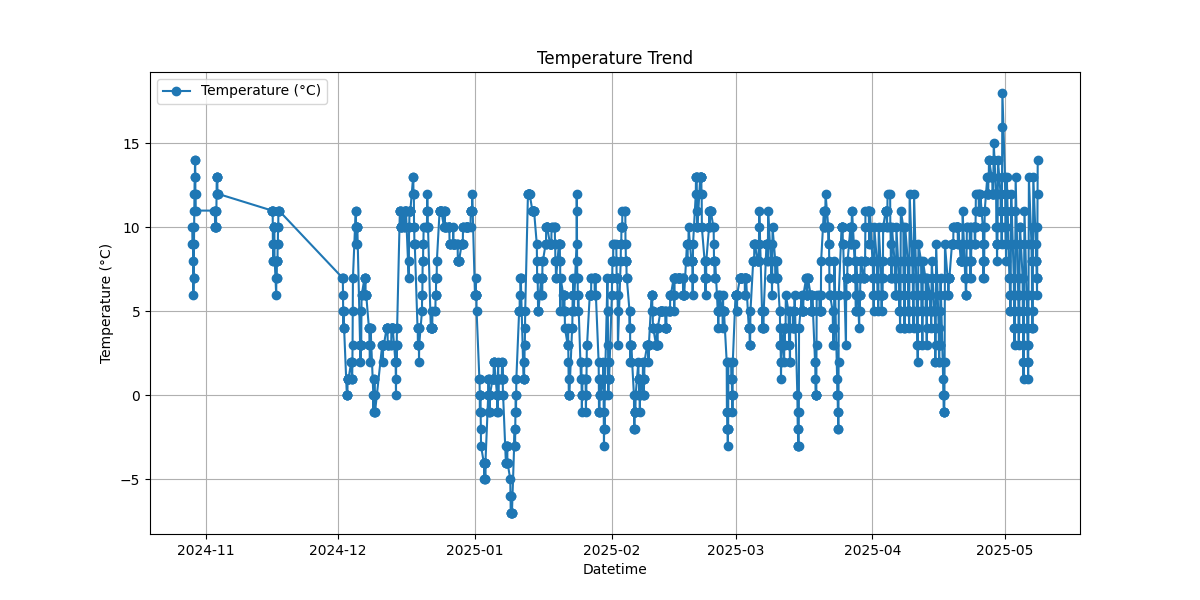 Temperature Trend
Temperature (°C)
Temperature (°C)
15
10
5
0
−5
2024-11 2024-12 2025-01 2025-02 2025-03 2025-04 2025-05
Datetime